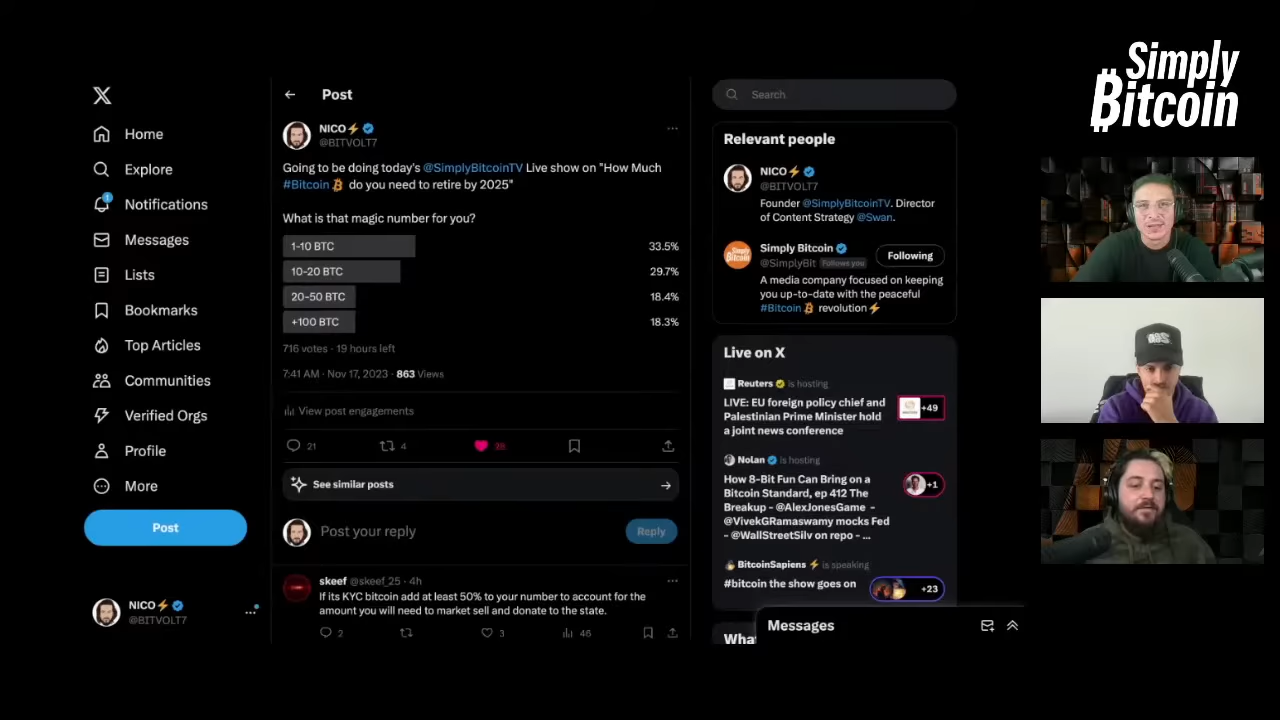 Simply
Bitcoin
X
Home
Explore
1
Notifications
Messages
Lists
Bookmarks
Top Articles
Communities
Verified Orgs
Profile
More
Post
NICO⚡
@BITVOLT7
...
← Post
NICO⚡
@BITVOLT7
...
Going to be doing today's @SimplyBitcoinTV Live show on "How Much
#Bitcoin do you need to retire by 2025"
What is that magic number for you?
1-10 BTC 33.5%
10-20 BTC 29.7%
20-50 BTC 18.4%
+100 BTC 18.3%
716 votes · 19 hours left
7:41 AM · Nov 17, 2023 · 863 Views
View post engagements
21 4 28
See similar posts →
Post your reply Reply
skeef @skeef_25 · 4h ...
If its KYC bitcoin add at least 50% to your number to account for the
amount you will need to market sell and donate to the state.
2 3 46
Search
Relevant people
NICO⚡
@BITVOLT7
Founder @SimplyBitcoinTV. Director
of Content Strategy @Swan.
Simply Bitcoin
@SimplyBit Follows you
Following
A media company focused on keeping
you up-to-date with the peaceful
#Bitcoin revolution⚡
Live on X
Reuters is hosting
LIVE: EU foreign policy chief and
Palestinian Prime Minister hold
a joint news conference
+49
Nolan is hosting
How 8-Bit Fun Can Bring on a
Bitcoin Standard, ep 412 The
Breakup - @AlexJonesGame -
@VivekGRamaswamy mocks Fed
- @WallStreetSilv on repo - ...
+1
BitcoinSapiens ⚡ is speaking
#bitcoin the show goes on
+23
Wha
Messages